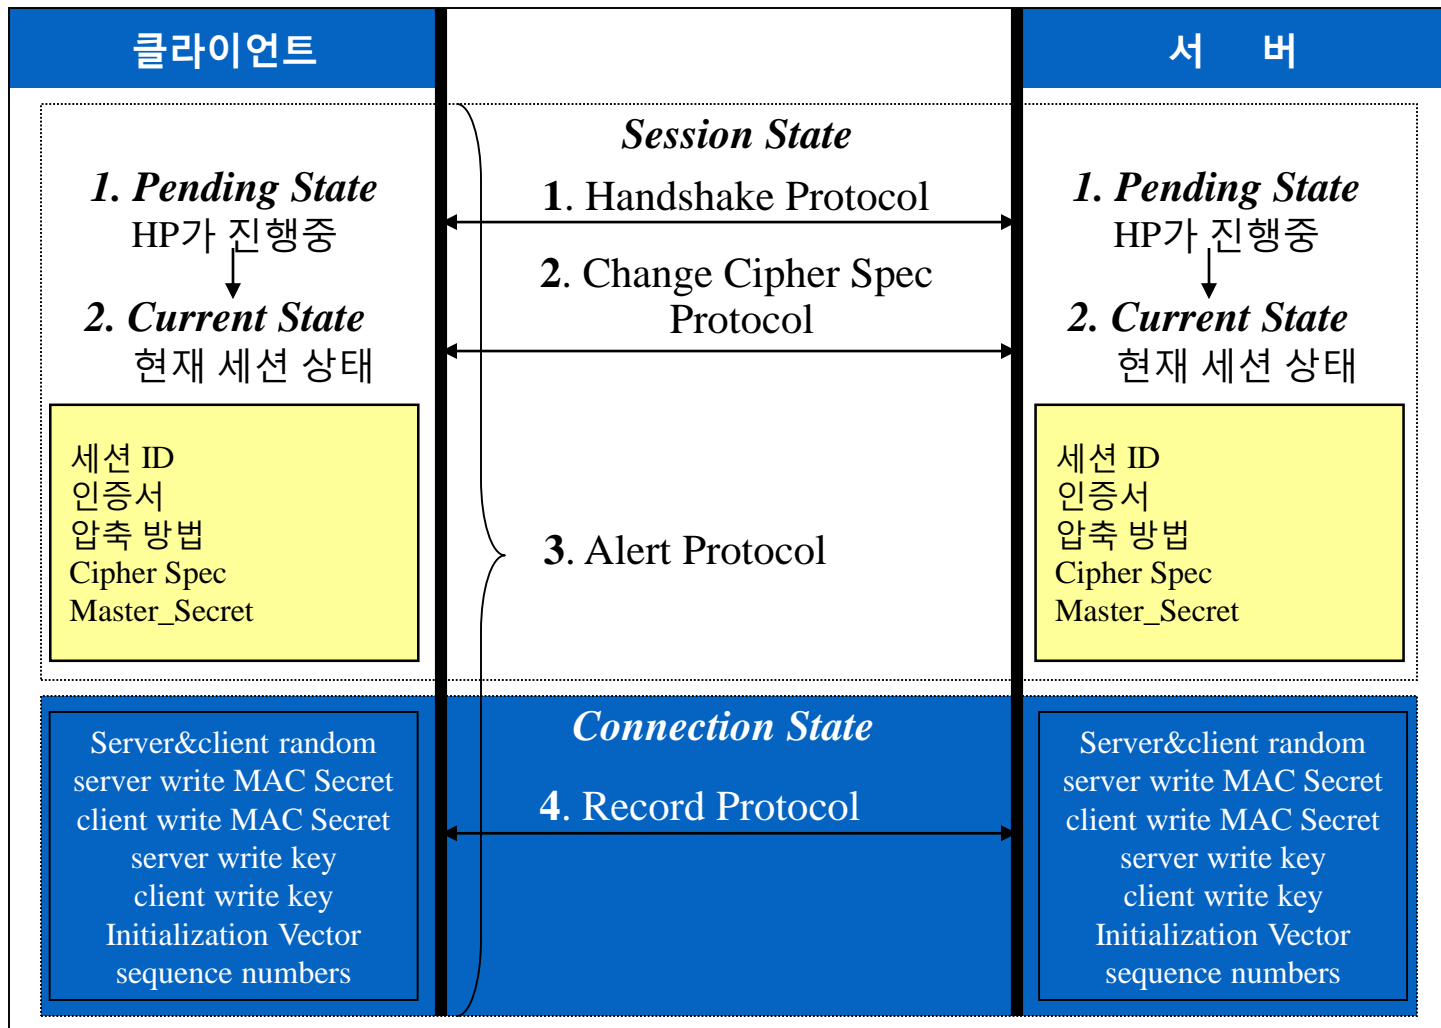 클라이언트
서 버
Session State
1. Pending State
HP가 진행중
2. Current State
현재 세션 상태
세션 ID
인증서
압축 방법
Cipher Spec
Master_Secret
1. Handshake Protocol
2. Change Cipher Spec
Protocol
3. Alert Protocol
1. Pending State
HP가 진행중
2. Current State
현재 세션 상태
세션 ID
인증서
압축 방법
Cipher Spec
Master_Secret
Connection State
Server&client random
server write MAC Secret
client write MAC Secret
server write key
client write key
Initialization Vector
sequence numbers
4. Record Protocol
Server&client random
server write MAC Secret
client write MAC Secret
server write key
client write key
Initialization Vector
sequence numbers